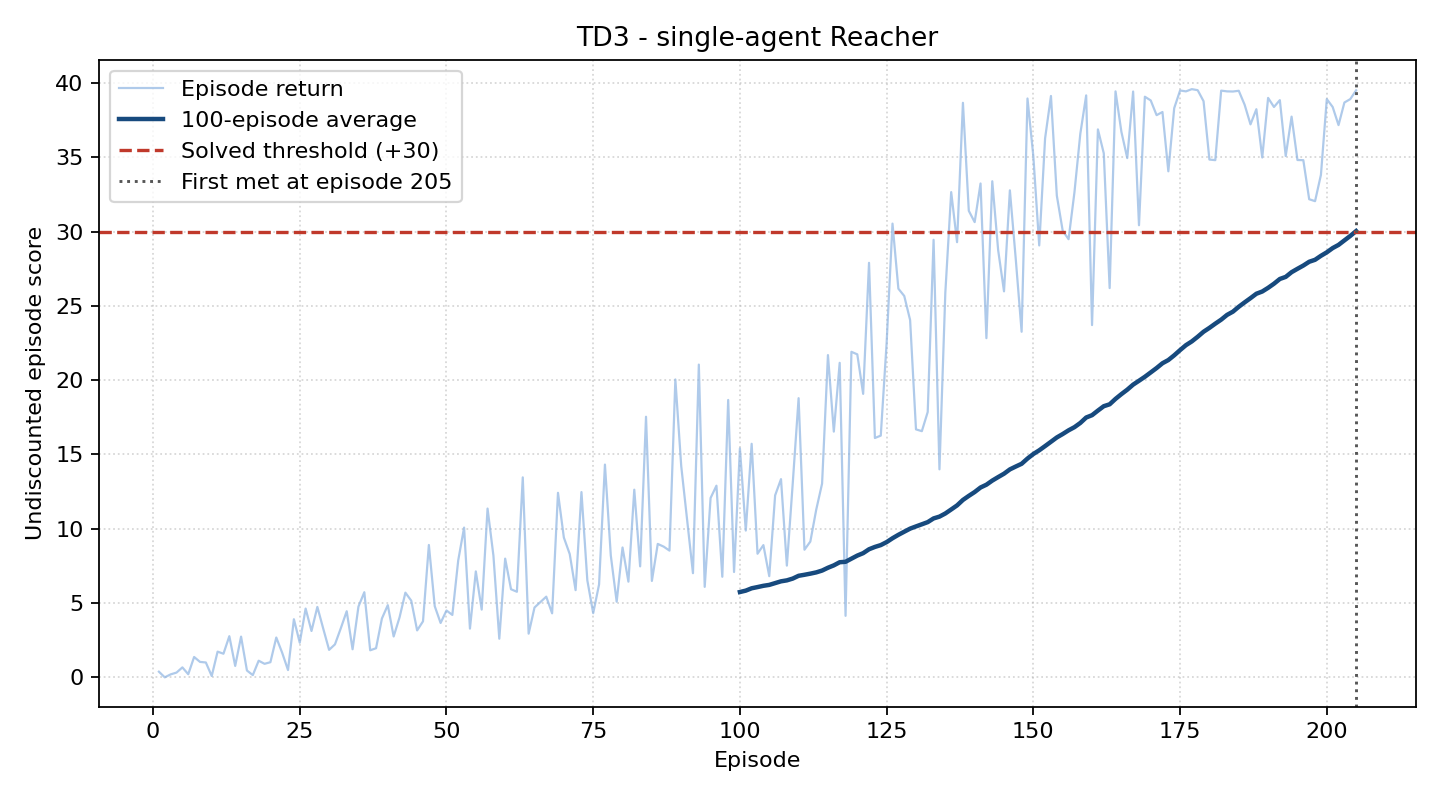 TD3 - single-agent Reacher
Episode return
100-episode average
Solved threshold (+30)
First met at episode 205
Undiscounted episode score
40
35
30
25
20
15
10
5
0
0 25 50 75 100 125 150 175 200
Episode